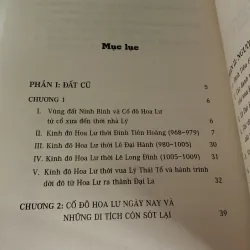 Mục lục
PHẦN I: ĐẤT CŨ 5
CHƯƠNG 1 6
I. Vùng đất Ninh Bình và Cố đô Hoa Lư
từ cổ xưa đến thời nhà Lý 6
II. Kinh đô Hoa Lư thời Đinh Tiên Hoàng (968-979) 7
III. Kinh đô Hoa Lư thời Lê Đại Hành (980-1005)
IV. Kinh đô Hoa Lư thời Lê Long Đĩnh (1005-1009)
V. Kinh đô Hoa Lư thời vua Lý Thái Tổ và hành trình
dời đô từ Hoa Lư ra thành Đại La 32
CHƯƠNG 2: CỐ ĐÔ HOA LƯ NGÀY NAY VÀ
NHỮNG DI TÍCH CÒN SÓT LẠI 39